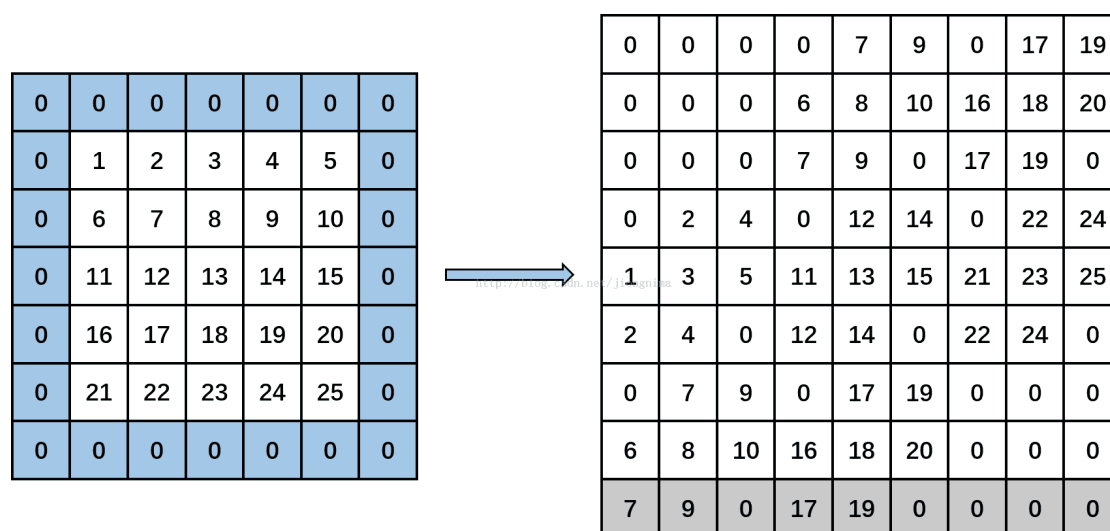 0 0 0 0 0 0 0
0 1 2 3 4 5 0
0 6 7 8 9 10 0
0 11 12 13 14 15 0
0 16 17 18 19 20 0
0 21 22 23 24 25 0
0 0 0 0 0 0 0
http://blog.csdn.net/jiongnima
0 0 0 0 7 9 0 17 19
0 0 0 6 8 10 16 18 20
0 0 0 7 9 0 17 19 0
0 2 4 0 12 14 0 22 24
1 3 5 11 13 15 21 23 25
2 4 0 12 14 0 22 24 0
0 7 9 0 17 19 0 0 0
6 8 10 16 18 20 0 0 0
7 9 0 17 19 0 0 0 0